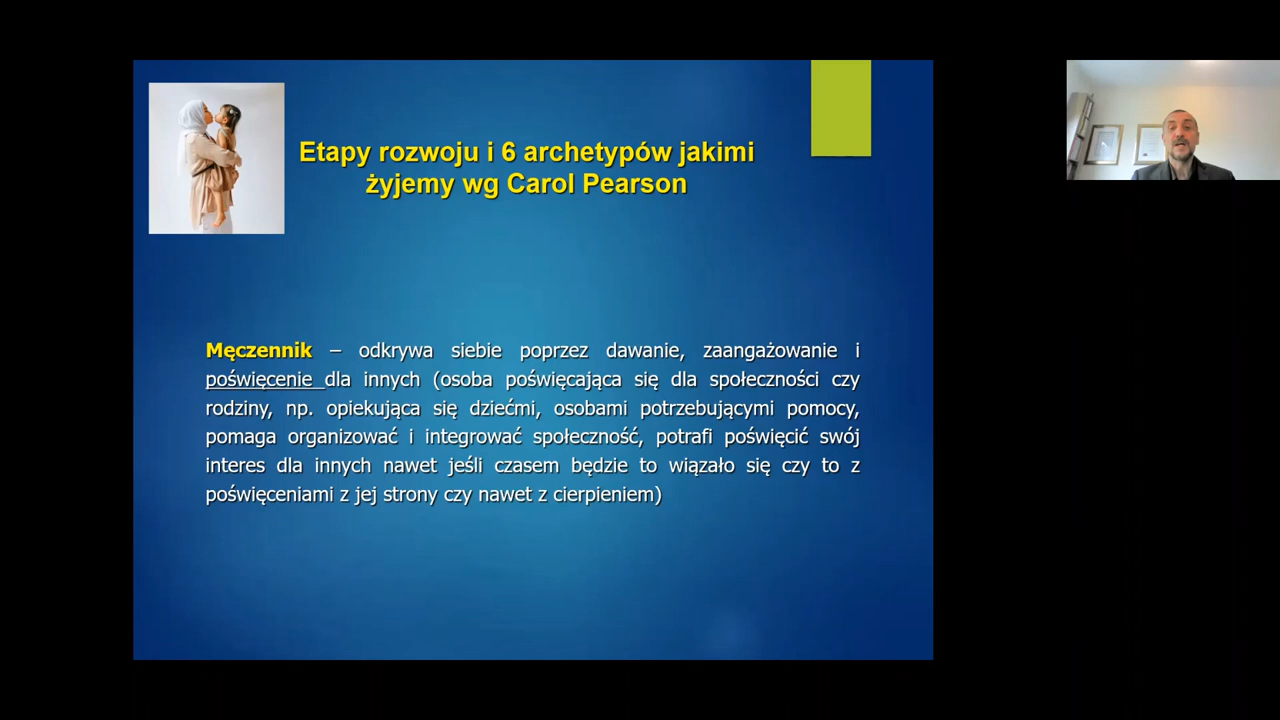 Etapy rozwoju i 6 archetypów jakimi
żyjemy wg Carol Pearson
Męczennik – odkrywa siebie poprzez dawanie, zaangażowanie i
poświęcenie dla innych (osoba poświęcająca się dla społeczności czy
rodziny, np. opiekująca się dziećmi, osobami potrzebującymi pomocy,
pomaga organizować i integrować społeczność, potrafi poświęcić swój
interes dla innych nawet jeśli czasem będzie to wiązało się czy to z
poświęceniami z jej strony czy nawet z cierpieniem)